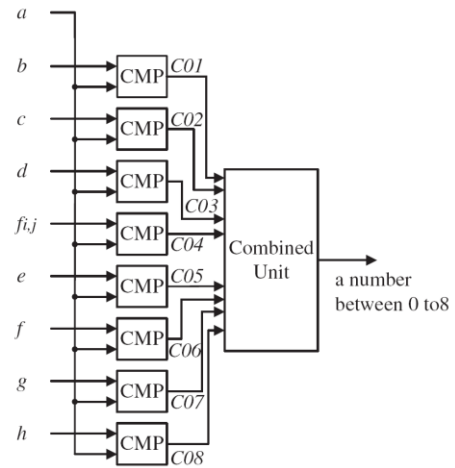 a
b CMP C01
c CMP C02
d CMP C03
fi,j CMP C04
e CMP C05
f CMP C06
g CMP C07
h CMP C08
Combined
Unit
a number
between 0 to8